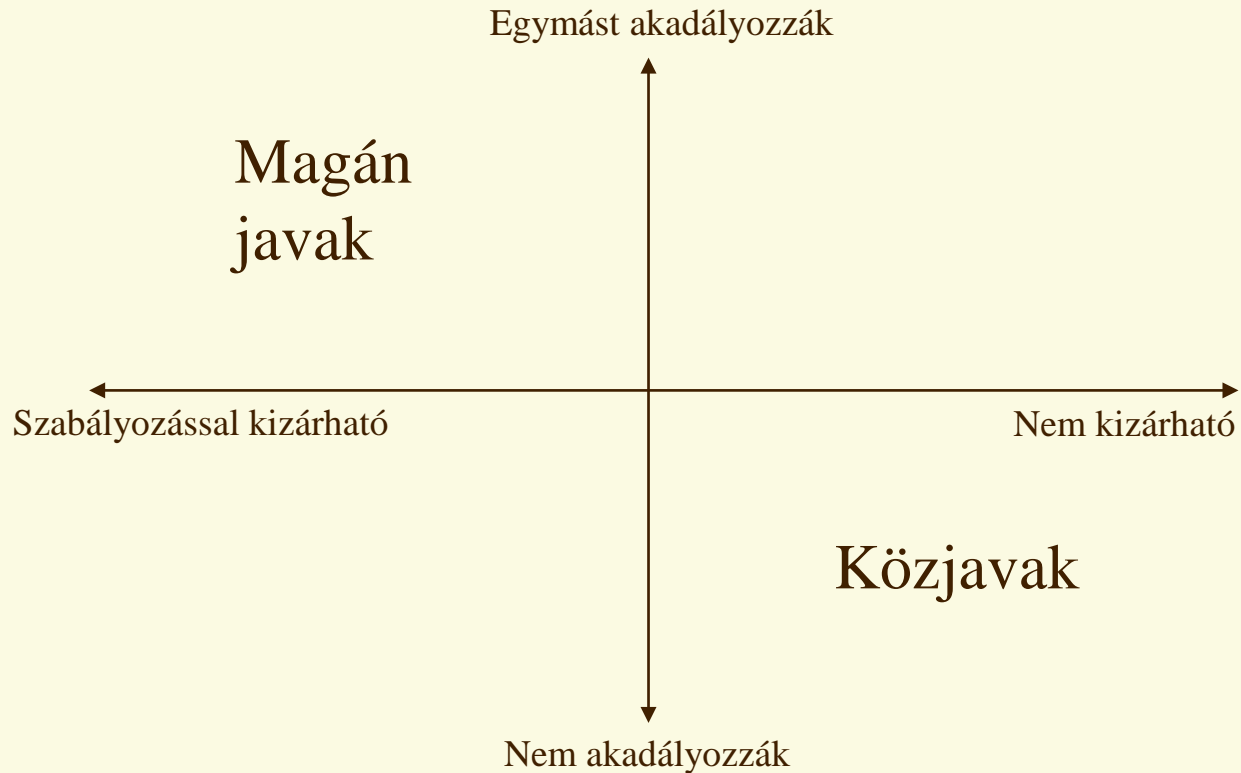 Egymást akadályozzák
Magán
javak
Szabályozással kizárható
Nem kizárható
Közjavak
Nem akadályozzák